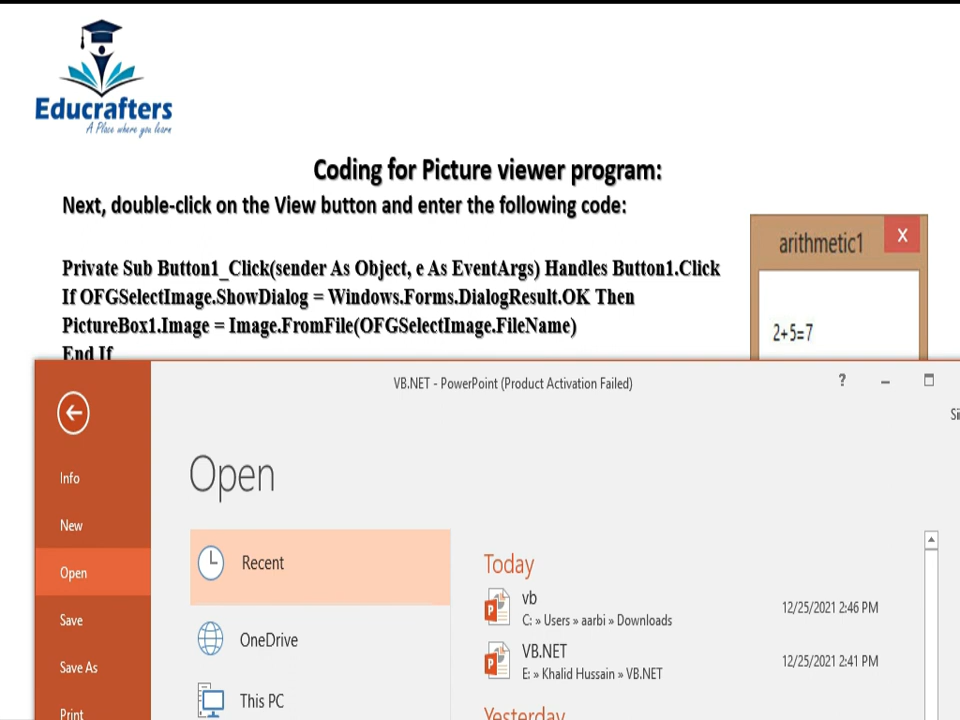 Educrafters
A Place where you learn
Coding for Picture viewer program:
Next, double-click on the View button and enter the following code:
Private Sub Button1_Click(sender As Object, e As EventArgs) Handles Button1.Click
If OFGSelectImage.ShowDialog = Windows.Forms.DialogResult.OK Then
PictureBox1.Image = Image.FromFile(OFGSelectImage.FileName)
End If
arithmetic1
X
2+5=7
VB.NET - PowerPoint (Product Activation Failed)
?
Si
Info
New
Open
Save
Save As
Print
Open
Recent
OneDrive
This PC
Today
vb
C: » Users » aarbi » Downloads
12/25/2021 2:46 PM
VB.NET
E: » Khalid Hussain » VB.NET
12/25/2021 2:41 PM
Yesterday